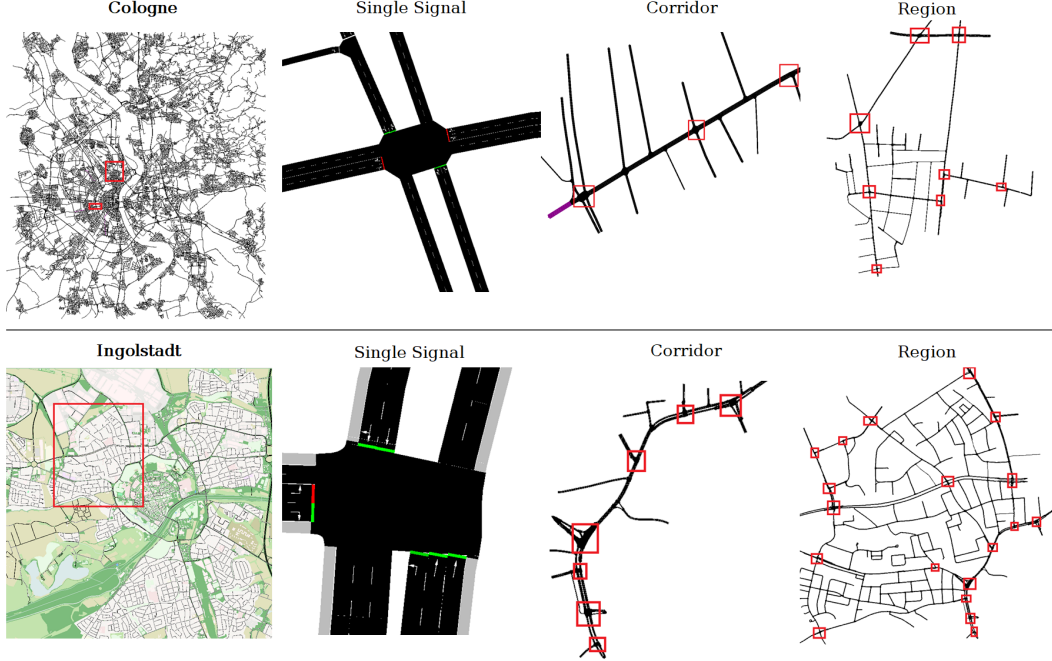 Cologne
Single Signal
Corridor
Region
Ingolstadt
Single Signal
Corridor
Region